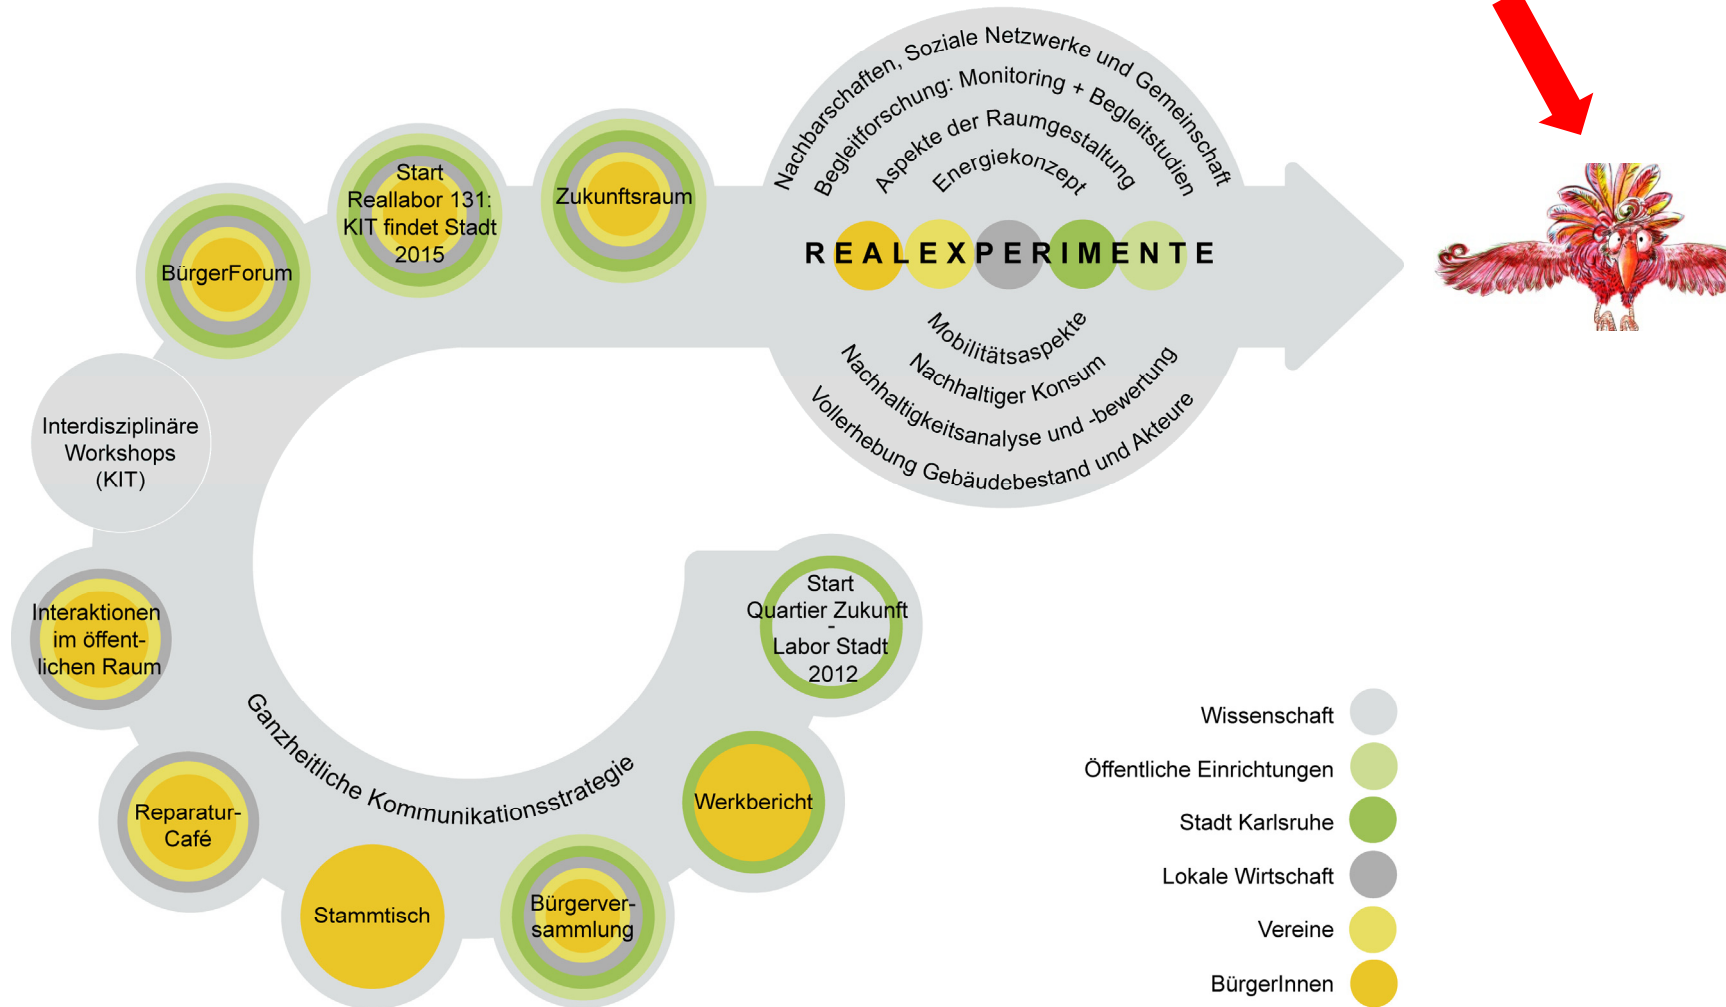 Nachbarschaften, Soziale Netzwerke und Gemeinschaft
Begleitforschung: Monitoring + Begleitstudien
Aspekte der Raumgestaltung
Energiekonzept
REALEXPERIMENTE
Mobilitätsaspekte
Nachhaltiger Konsum
Nachhaltigkeitsanalyse und -bewertung
Vollerhebung Gebäudebestand und Akteure
Zukunftsraum
Start
Reallabor 131:
KIT findet Stadt
2015
BürgerForum
Interdisziplinäre
Workshops
(KIT)
Interaktionen
im öffent-
lichen Raum
Reparatur-
Café
Stammtisch
Bürgerver-
sammlung
Werkbericht
Start
Quartier Zukunft
-
Labor Stadt
2012
Ganzheitliche Kommunikationsstrategie
Wissenschaft
Öffentliche Einrichtungen
Stadt Karlsruhe
Lokale Wirtschaft
Vereine
BürgerInnen